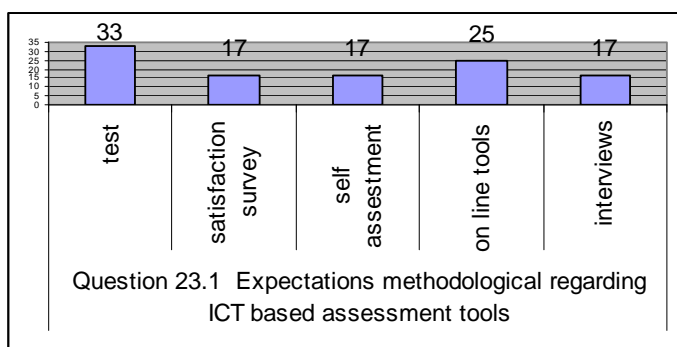 33
17
17
25
17
35
30
25
20
15
10
5
0
test
satisfaction
survey
self
assestment
on line tools
interviews
Question 23.1 Expectations methodological regarding
ICT based assessment tools